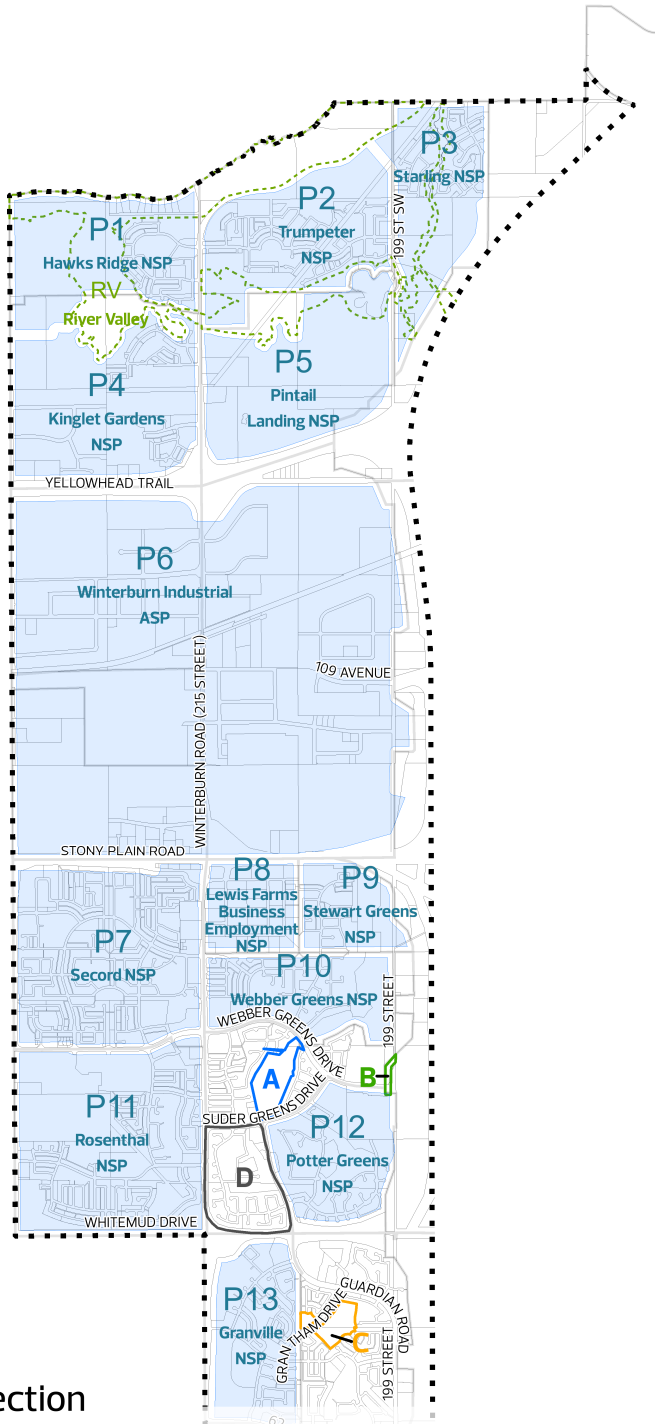 P3
Starling NSP
P2
Trumpeter
NSP
199 ST SW
P1
Hawks Ridge NSP
RV
River Valley
P5
Pintail
Landing NSP
P4
Kinglet Gardens
NSP
YELLOWHEAD TRAIL
P6
Winterburn Industrial
ASP
WINTERBURN ROAD (215 STREET)
109 AVENUE
STONY PLAIN ROAD
P8
Lewis Farms
Business
Employment
NSP
P9
Stewart Greens
NSP
P7
Secord NSP
P10
Webber Greens NSP
WEBBER GREENS DRIVE
199 STREET
A
B
SUDER GREENS DRIVE
P11
Rosenthal
NSP
P12
Potter Greens
NSP
D
WHITEMUD DRIVE
P13
Granville
NSP
GRANTHAM DRIVE
GUARDIAN ROAD
C
199 STREET
ection